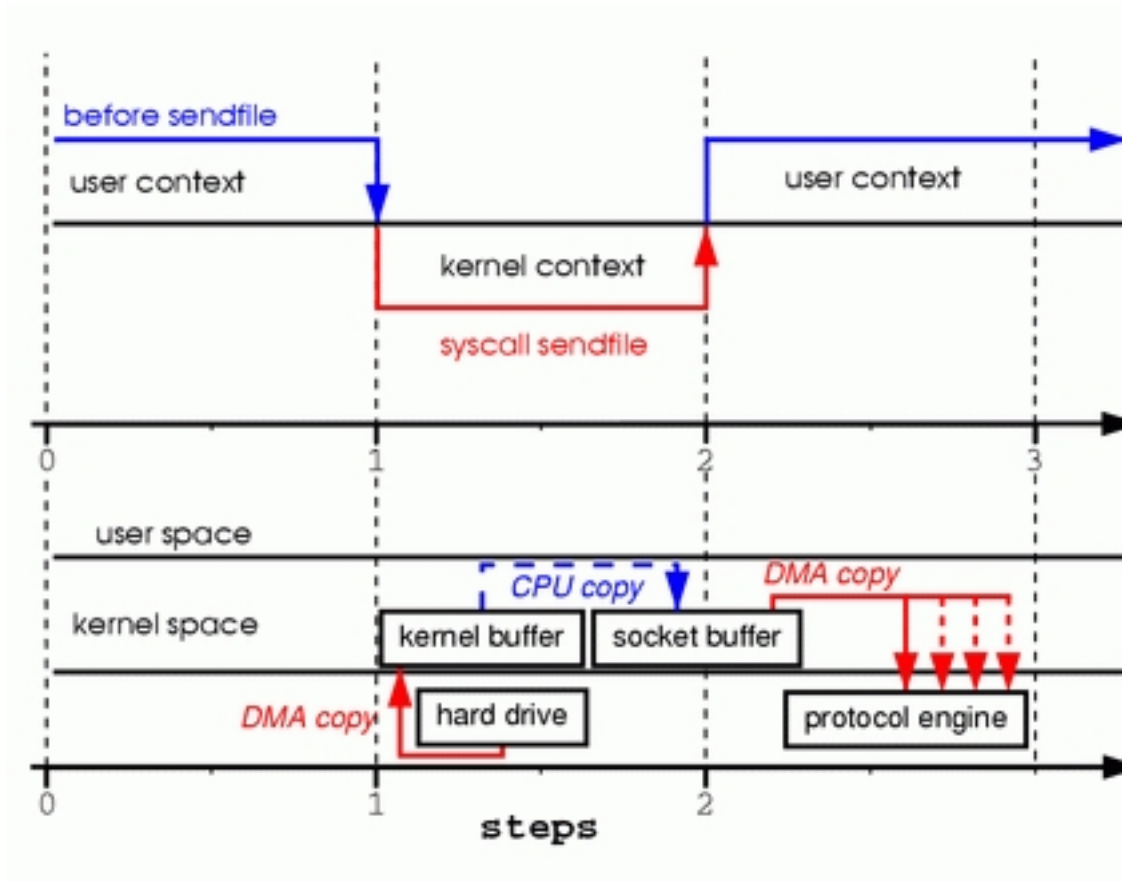 before sendfile
user context
user context
kernel context
syscall sendfile
0
1
2
3
user space
CPU copy
DMA copy
kernel space
kernel buffer
socket buffer
DMA copy
hard drive
protocol engine
0
1
2
steps